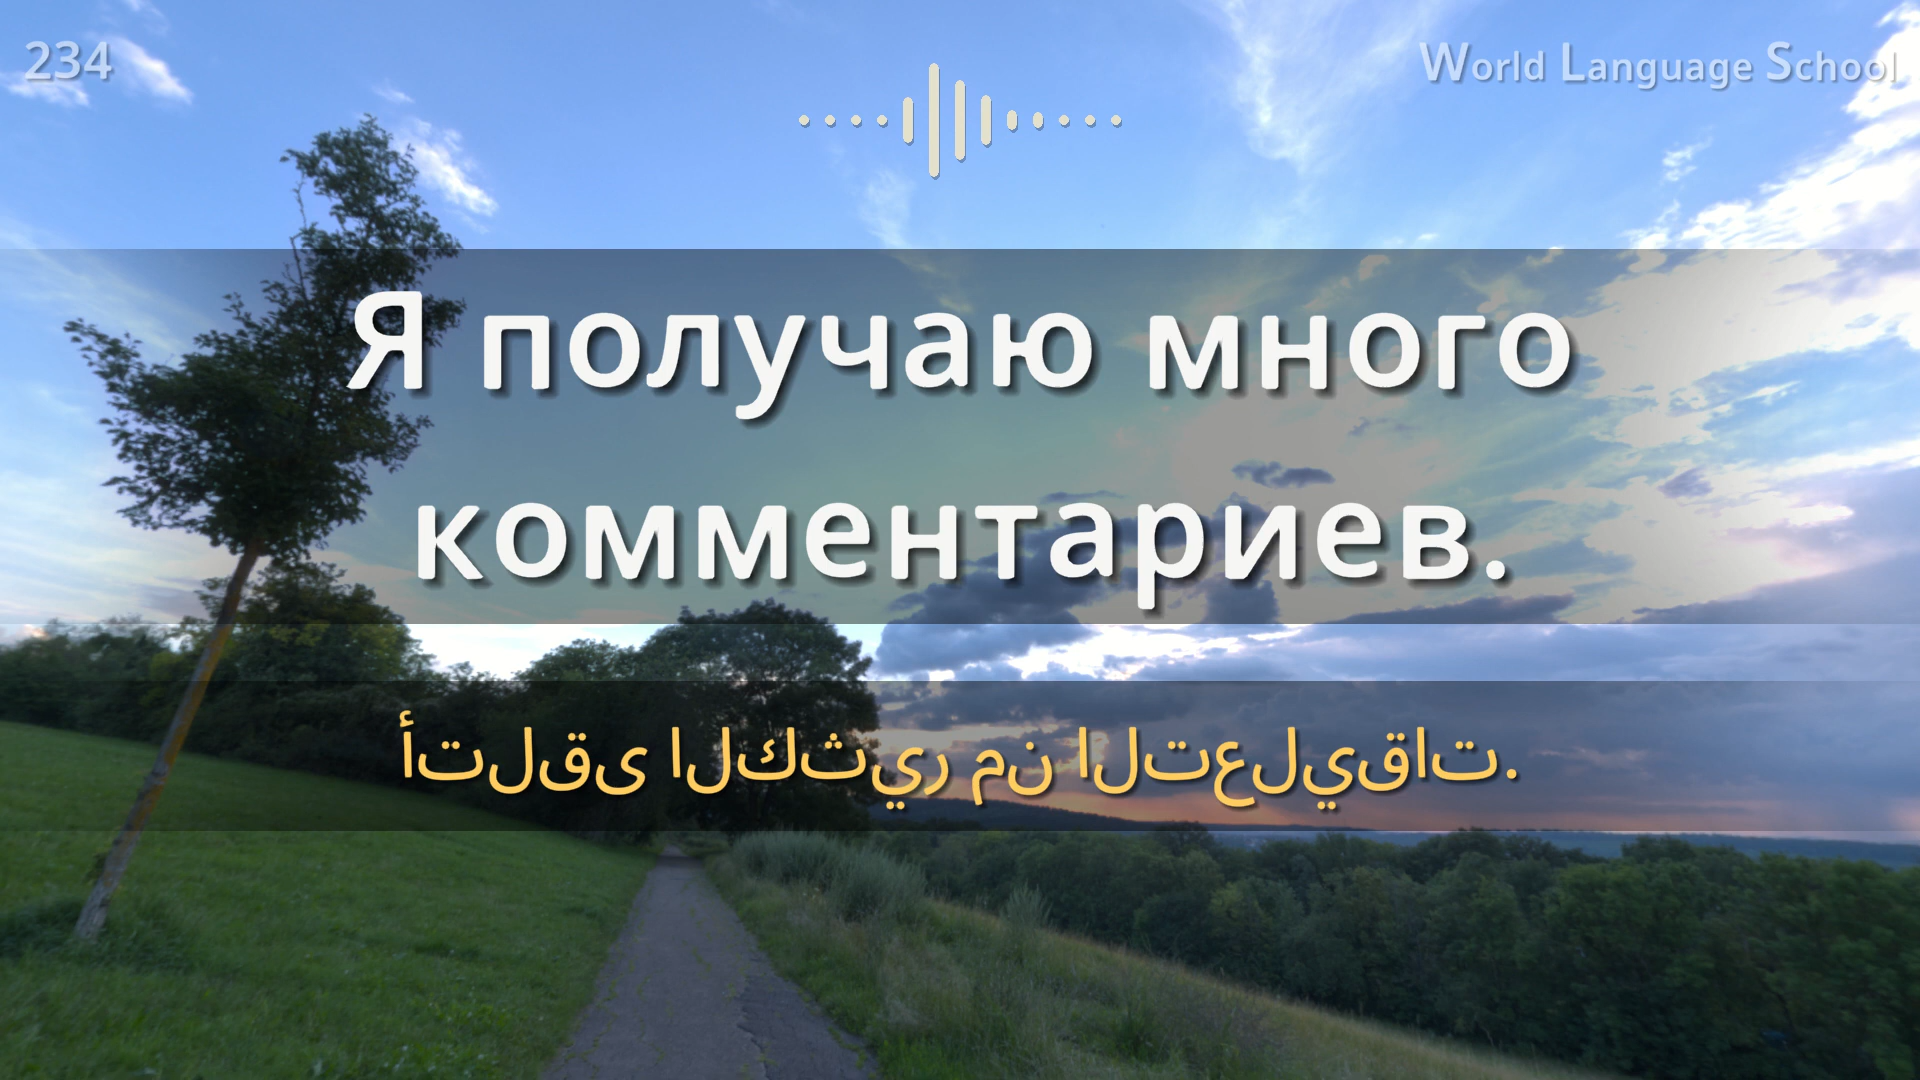 234
World Language School
Я получаю много
комментариев.
أتلقى الكثير من التعليقات.